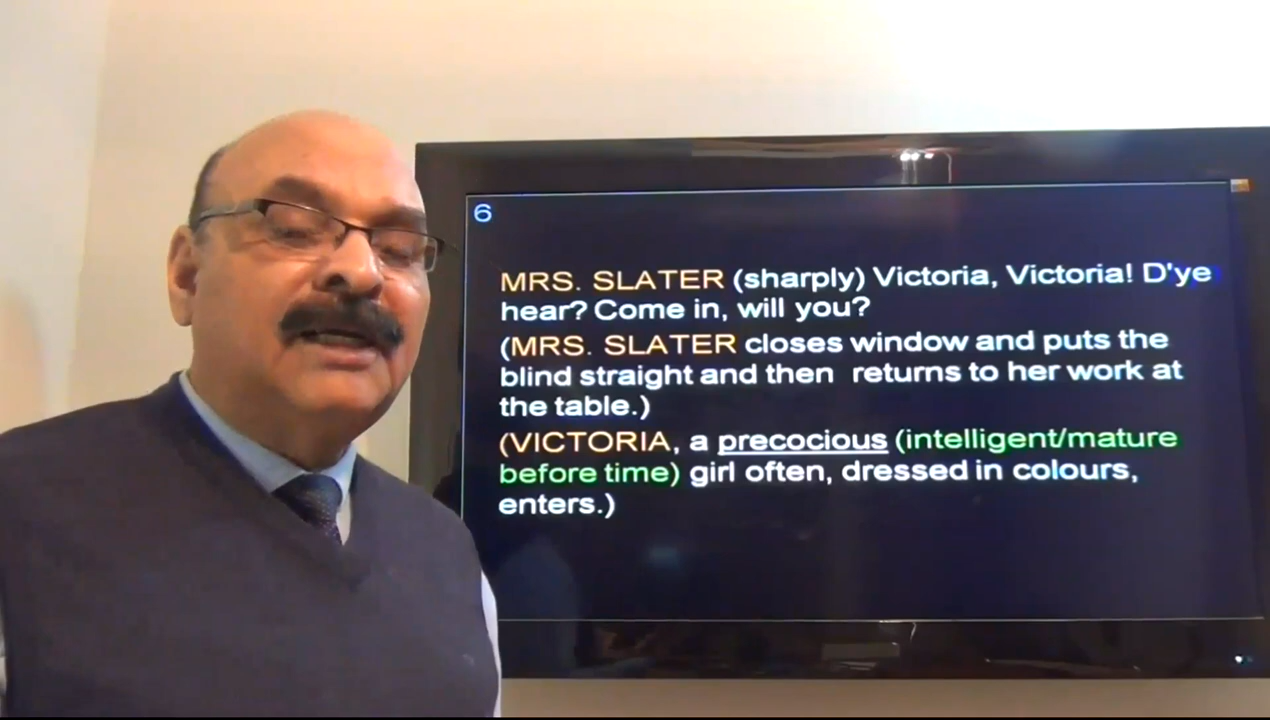 6
MRS. SLATER (sharply) Victoria, Victoria! D'ye
hear? Come in, will you?
(MRS. SLATER closes window and puts the
blind straight and then returns to her work at
the table.)
(VICTORIA, a precocious (intelligent/mature
before time) girl often, dressed in colours,
enters.)